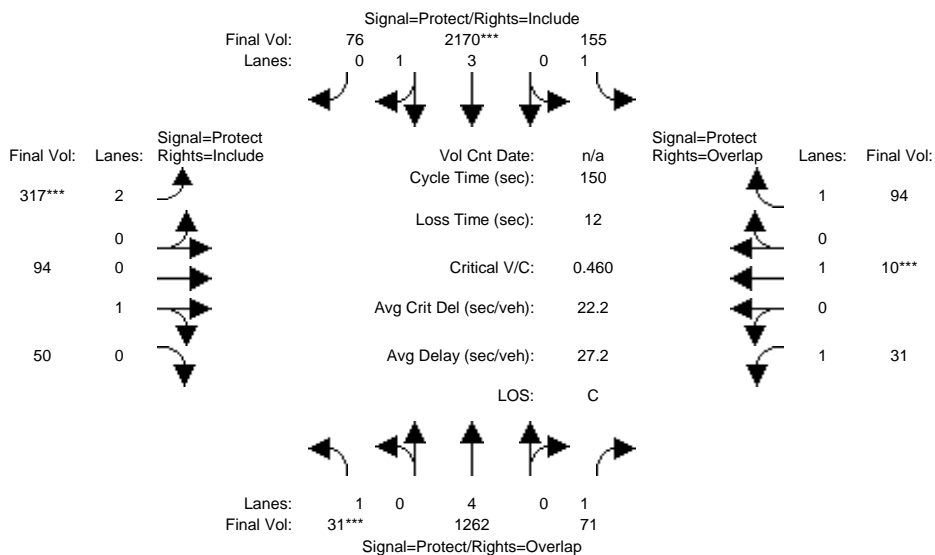 Signal=Protect/Rights=Include
Final Vol: 76 2170*** 155
Lanes: 0 1 3 0 1
Signal=Protect Signal=Protect
Final Vol: Lanes: Rights=Include Vol Cnt Date: n/a Rights=Overlap Lanes: Final Vol:
Cycle Time (sec): 150
317*** 2 1 94
Loss Time (sec): 12
0 0
94 0 Critical V/C: 0.460 1 10***
1 Avg Crit Del (sec/veh): 22.2 0
50 0 Avg Delay (sec/veh): 27.2 1 31
LOS: C
Lanes: 1 0 4 0 1
Final Vol: 31*** 1262 71
Signal=Protect/Rights=Overlap